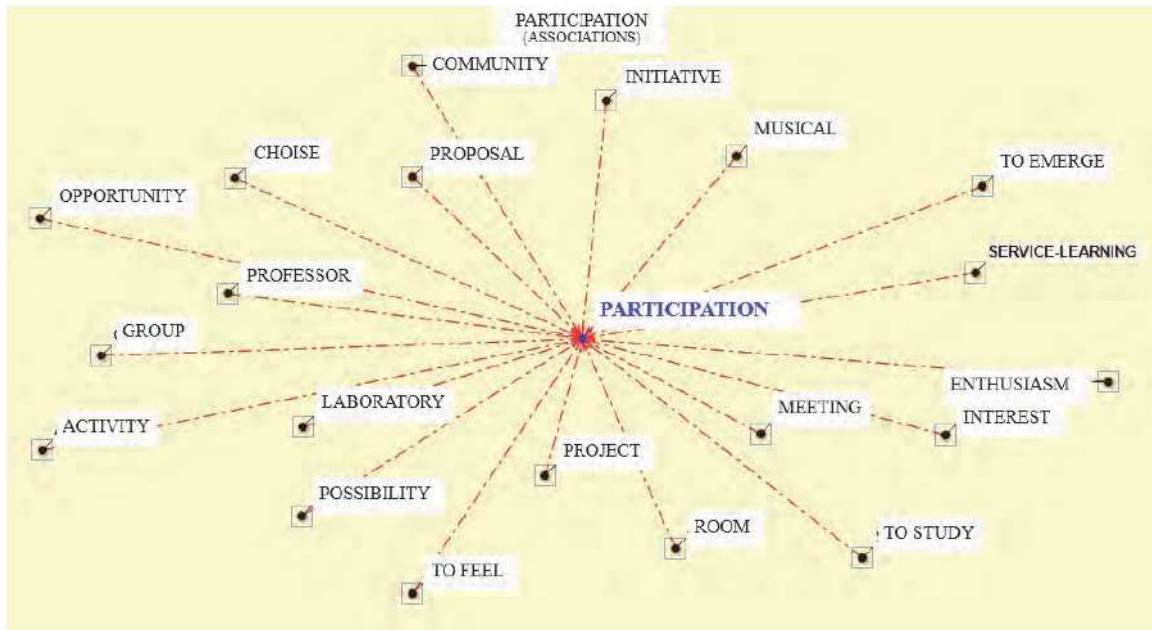 PARTICIPATION
(ASSOCIATIONS)
COMMUNITY
INITIATIVE
MUSICAL
CHOISE
PROPOSAL
TO EMERGE
OPPORTUNITY
SERVICE-LEARNING
PROFESSOR
PARTICIPATION
GROUP
ENTHUSIASM
LABORATORY
MEETING
INTEREST
ACTIVITY
PROJECT
POSSIBILITY
ROOM
TO STUDY
TO FEEL